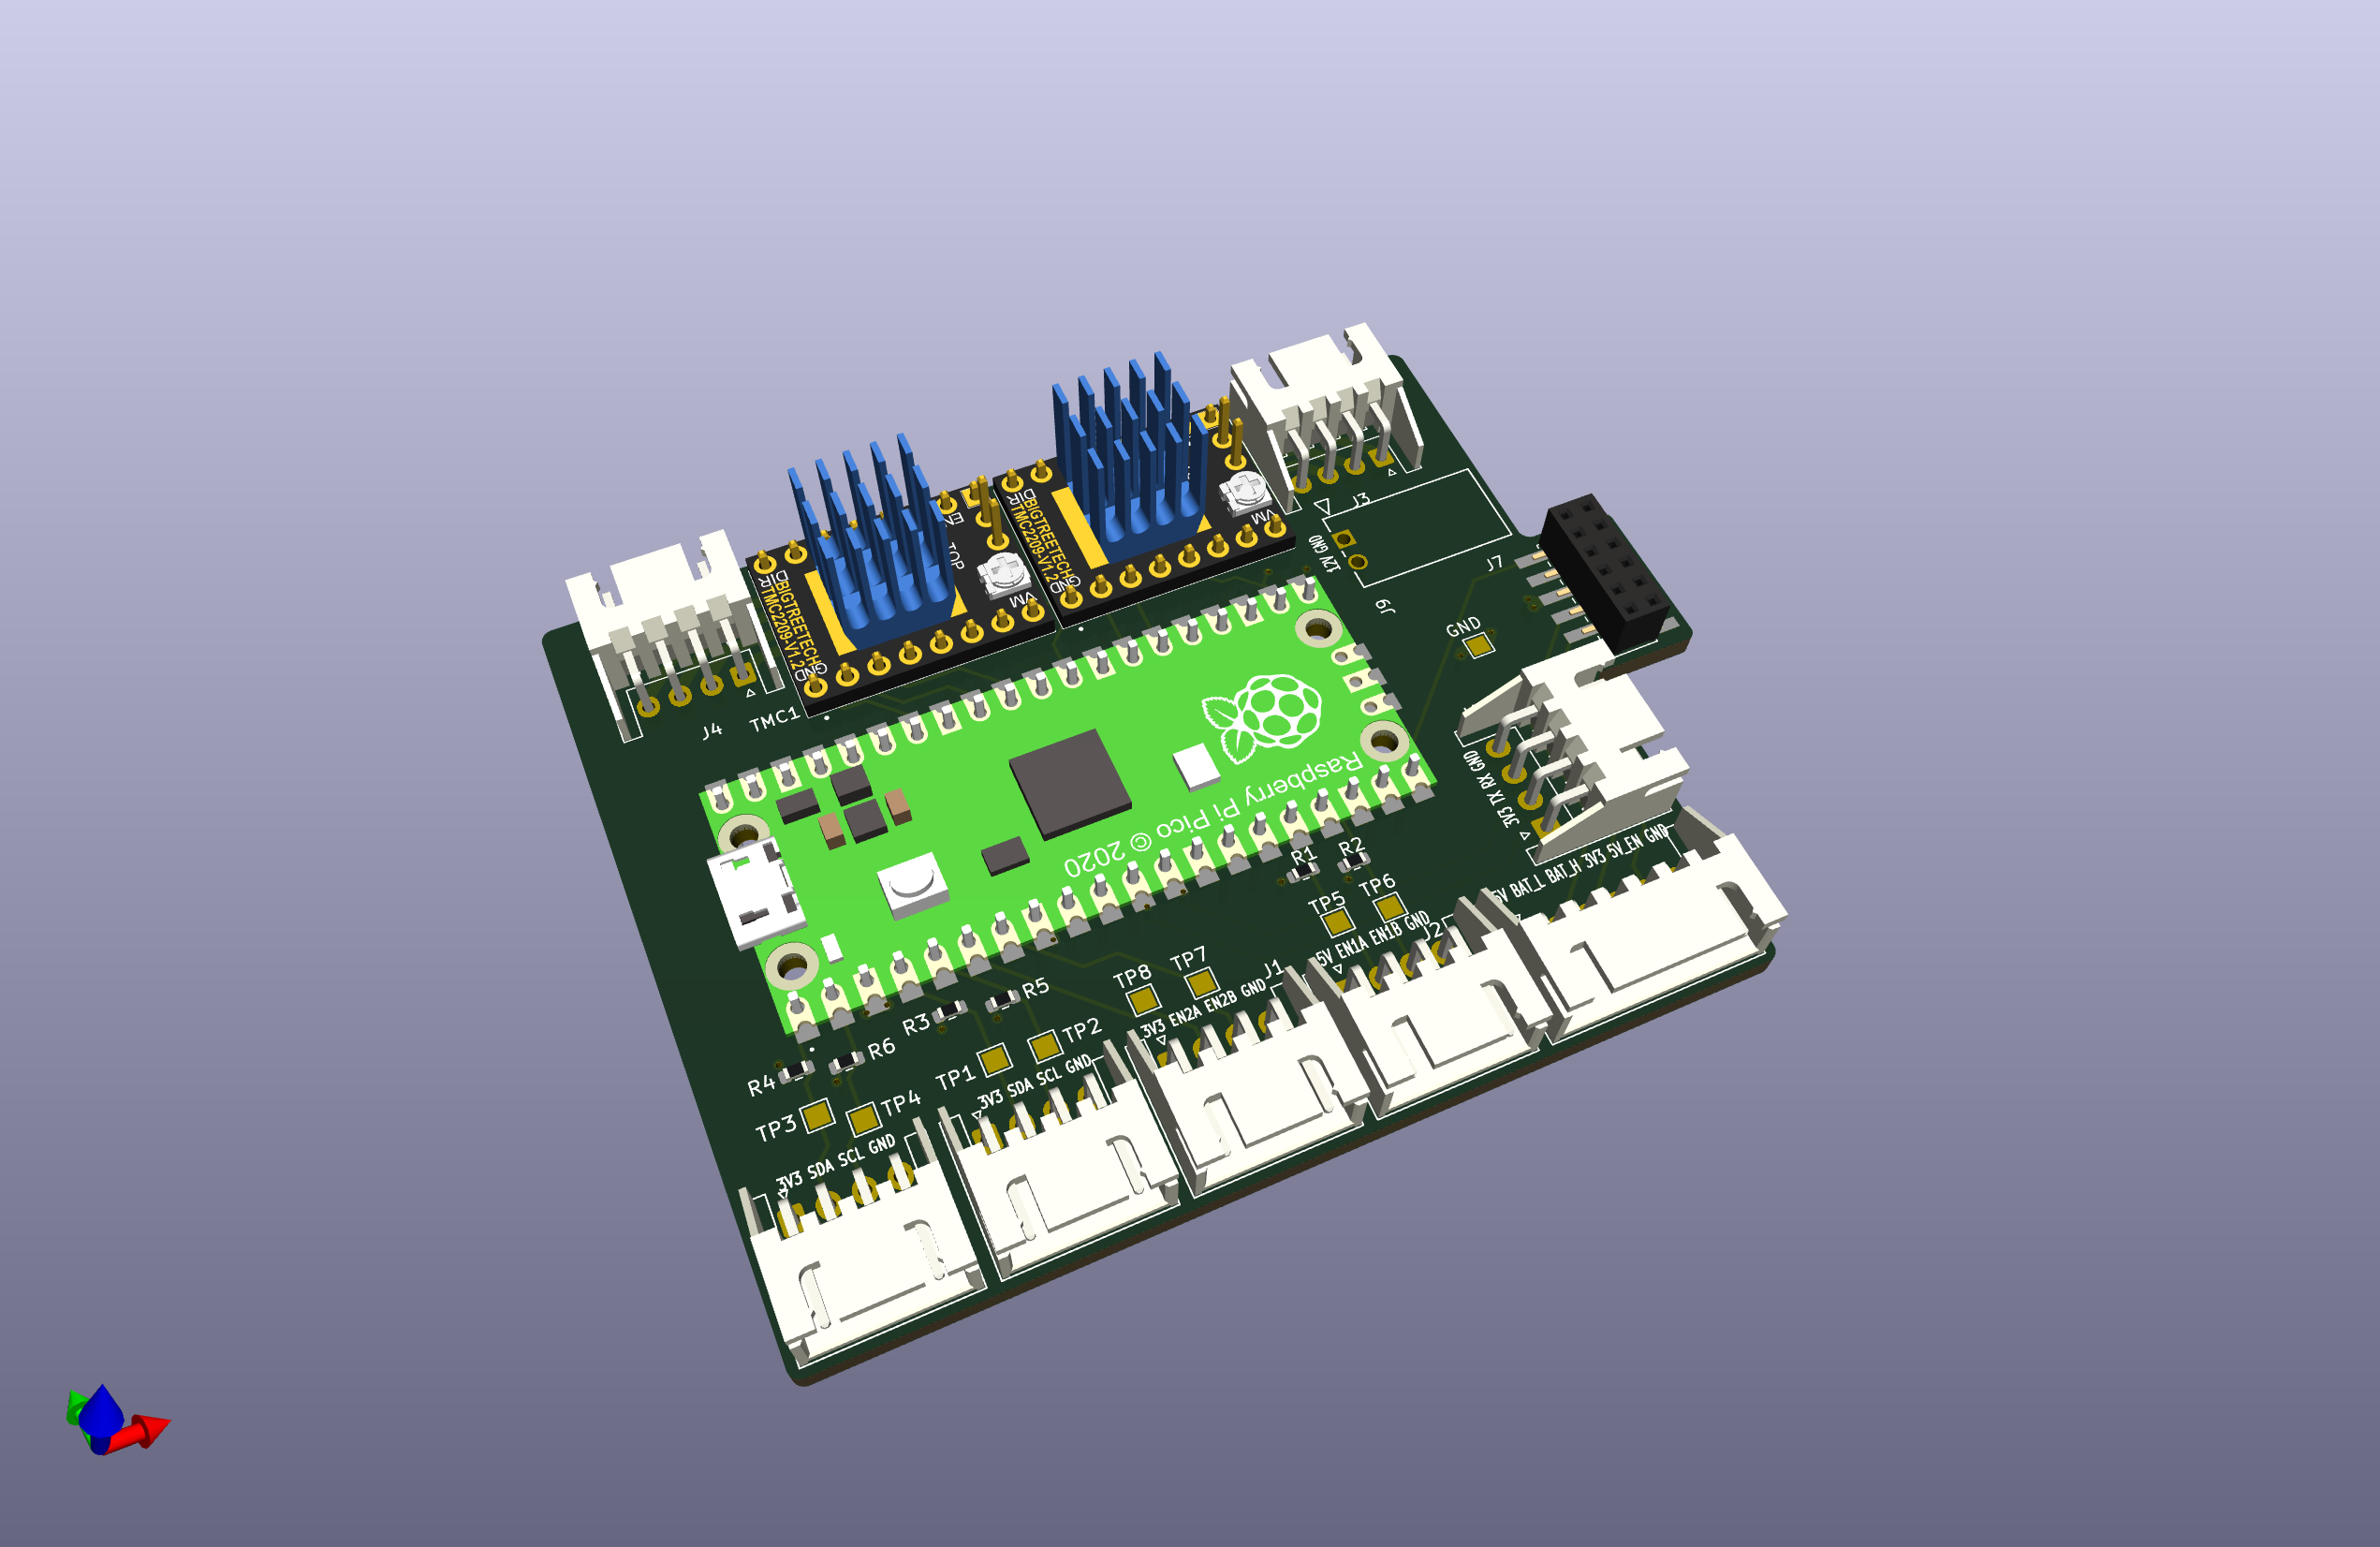 DIR
BIGTREETECH
TMC2209-V1.2
GND
VM
J3
12V GND
J7
J9
EN
TOP
DIR
BIGTREETECH
TMC2209-V1.2
GND
VM
GND
J4
TMC1
3V3 TX RX GND
Raspberry Pi Pico © 2020
R1
R2
5V BAT_L BAT_H 3V3 5V_EN GND
TP5
TP6
5V EN1A EN1B GND
J2
TP8
TP7
J1
3V3 EN2A EN2B GND
R3
R5
TP1
TP2
3V3 SDA SCL GND
R4
R6
TP3
TP4
3V3 SDA SCL GND